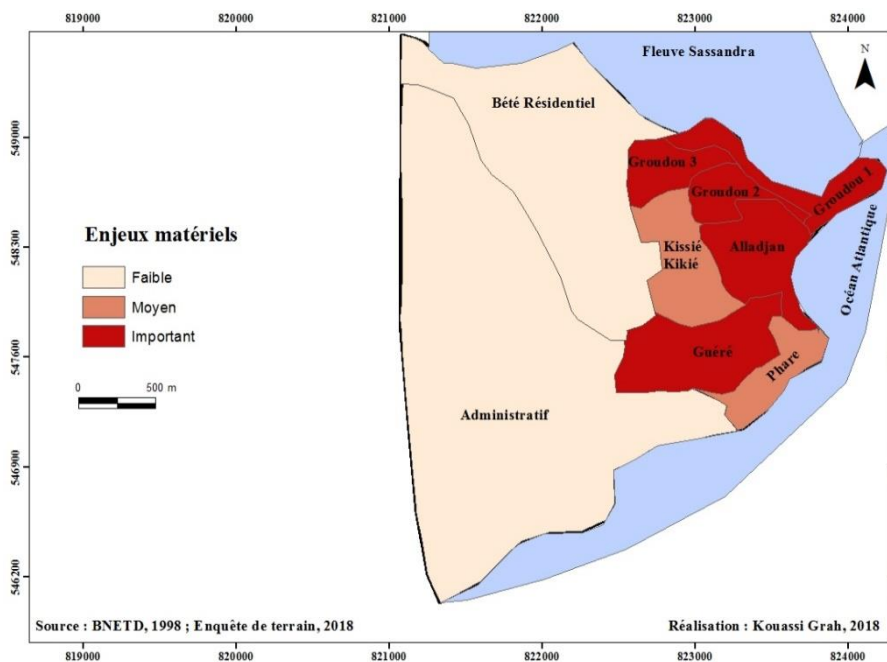 819000 820000 821000 822000 823000 824000
Fleuve Sassandra
N
Bété Résidentiel
549000
Groudou 3
Groudou 2
Groudou 1
548300
Enjeux matériels
Kissié
Kikié
Alladjan
Océan Atlantique
Faible
Moyen
Important
547600
Guéré
Phare
0 500 m
Administratif
546900
546200
Source : BNETD, 1998 ; Enquête de terrain, 2018
Réalisation : Kouassi Grah, 2018
819000 820000 821000 822000 823000 824000